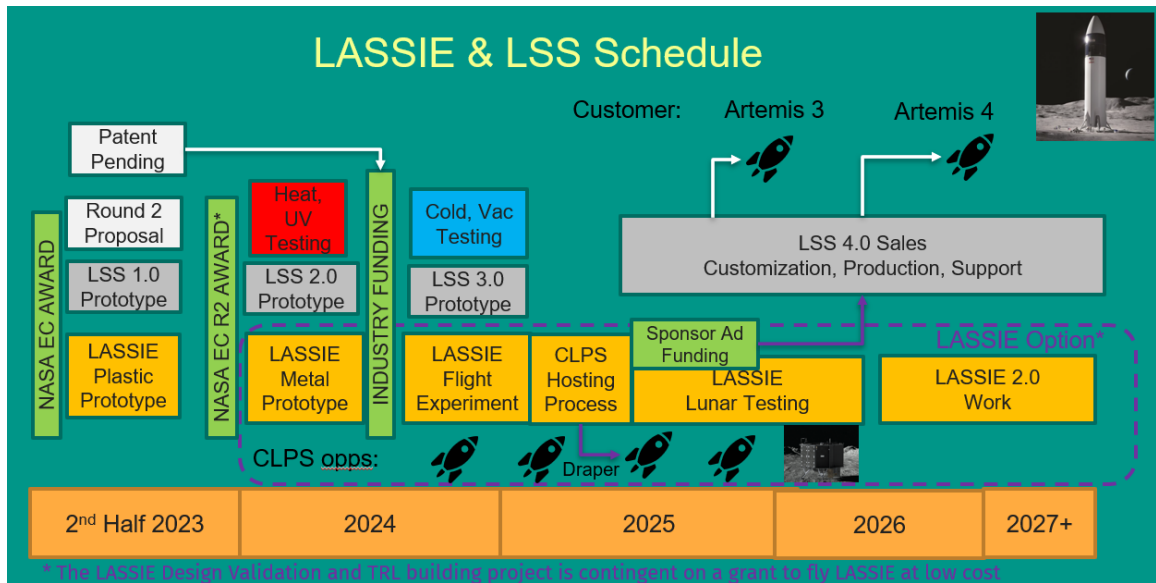 LASSIE & LSS Schedule
Customer:
Artemis 3
Artemis 4
Patent
Pending
NASA EC AWARD
Round 2
Proposal
LSS 1.0
Prototype
LASSIE
Plastic
Prototype
NASA EC R2 AWARD*
Heat,
UV
Testing
LSS 2.0
Prototype
LASSIE
Metal
Prototype
INDUSTRY FUNDING
Cold, Vac
Testing
LSS 3.0
Prototype
LASSIE
Flight
Experiment
CLPS
Hosting
Process
Sponsor Ad
Funding
LASSIE
Lunar Testing
LSS 4.0 Sales
Customization, Production, Support
LASSIE Option*
LASSIE 2.0
Work
CLPS opps:
Draper
2nd Half 2023
2024
2025
2026
2027+
* The LASSIE Design Validation and TRL building project is contingent on a grant to fly LASSIE at low cost